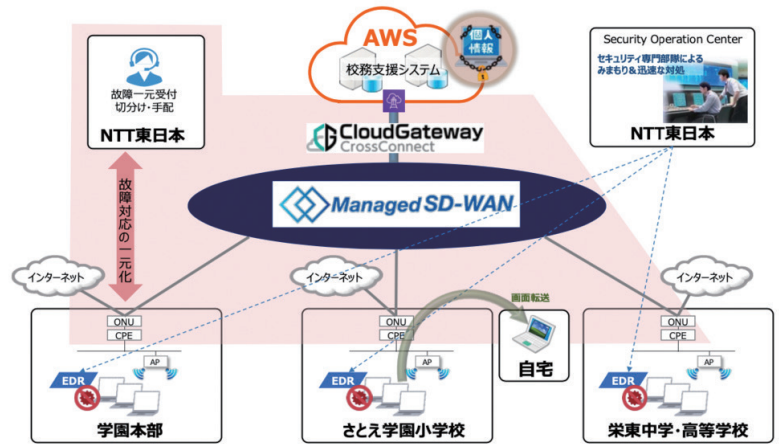 AWS
個人
情報
校務支援システム
Security Operation Center
セキュリティ専門部隊による
みまもり&迅速な対処
NTT東日本
故障一元受付
切分け・手配
NTT東日本
CloudGateway
CrossConnect
Managed SD-WAN
故障対応の一元化
インターネット
インターネット
インターネット
画面転送
ONU
CPE
AP
EDR
学園本部
ONU
CPE
AP
EDR
さとえ学園小学校
自宅
ONU
CPE
AP
EDR
栄東中学・高等学校